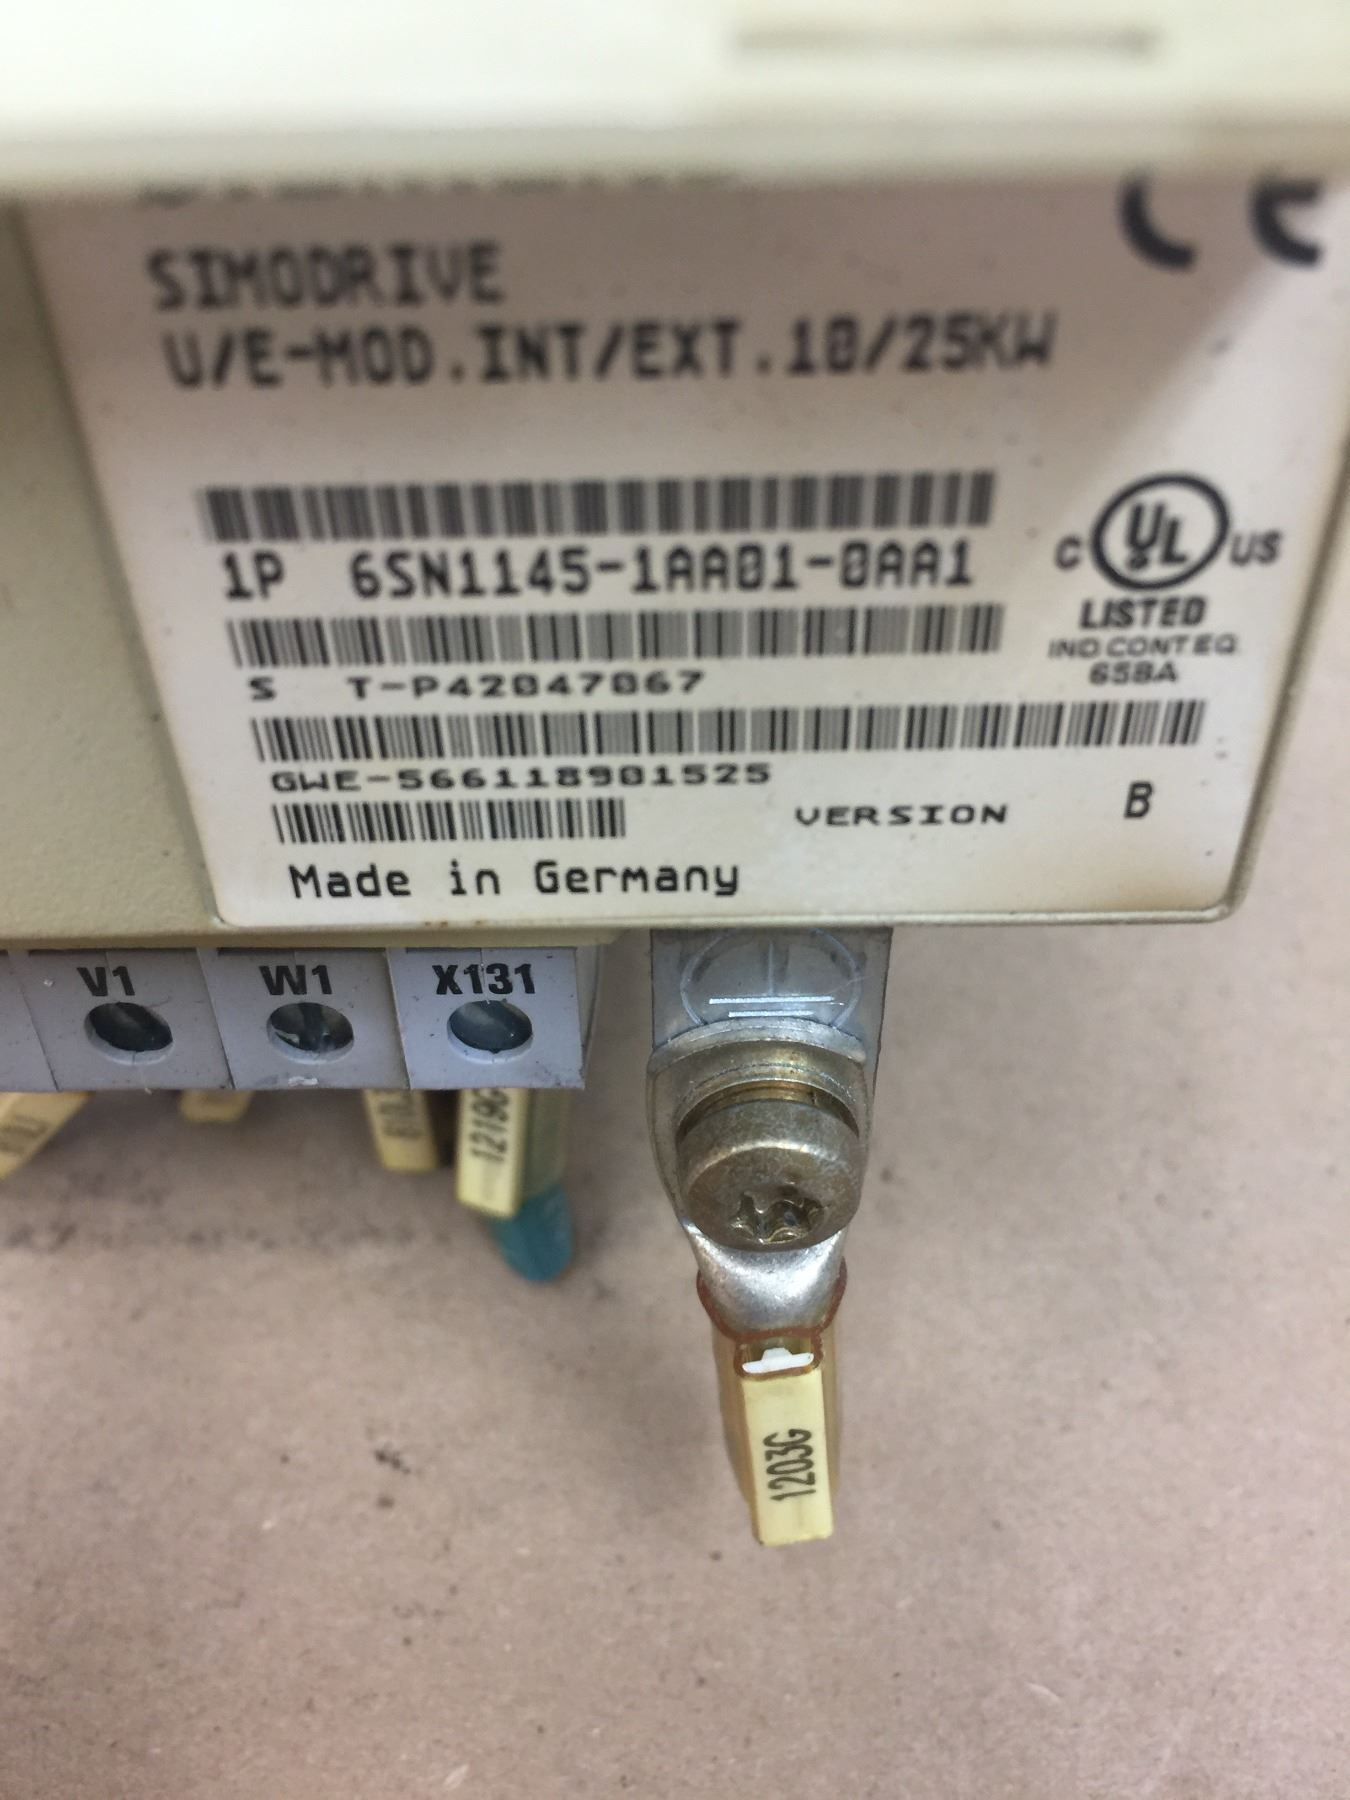 SIMODRIVE
U/E-MOD.INT/EXT.10/25KW
1P 6SN1145-1AA01-0AA1
S T-P42047067
GWE-566118901525
VERSION B
Made in Germany
CE
C UL US
LISTED
IND.CONT.EQ.
658A
V1 W1 X131
1219G
1203G